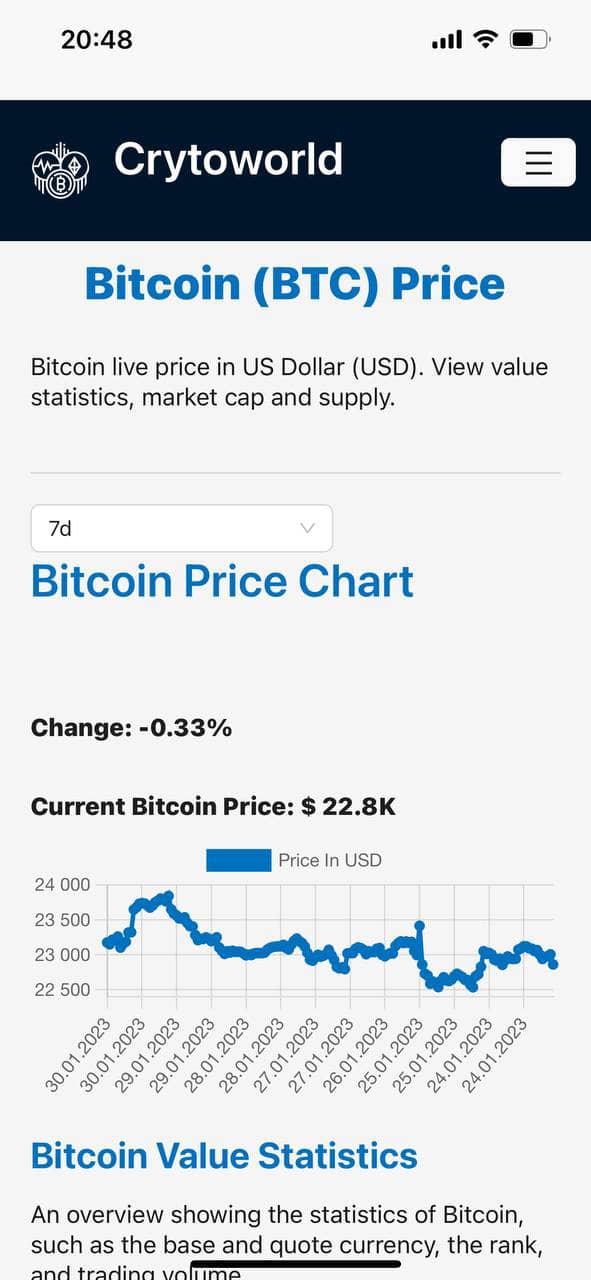 20:48
Crytoworld
Bitcoin (BTC) Price
Bitcoin live price in US Dollar (USD). View value
statistics, market cap and supply.
7d
Bitcoin Price Chart
Change: -0.33%
Current Bitcoin Price: $ 22.8K
Price In USD
24 000
23 500
23 000
22 500
30.01.2023
30.01.2023
29.01.2023
29.01.2023
28.01.2023
28.01.2023
27.01.2023
27.01.2023
26.01.2023
25.01.2023
25.01.2023
24.01.2023
24.01.2023
Bitcoin Value Statistics
An overview showing the statistics of Bitcoin,
such as the base and quote currency, the rank,
and trading volume